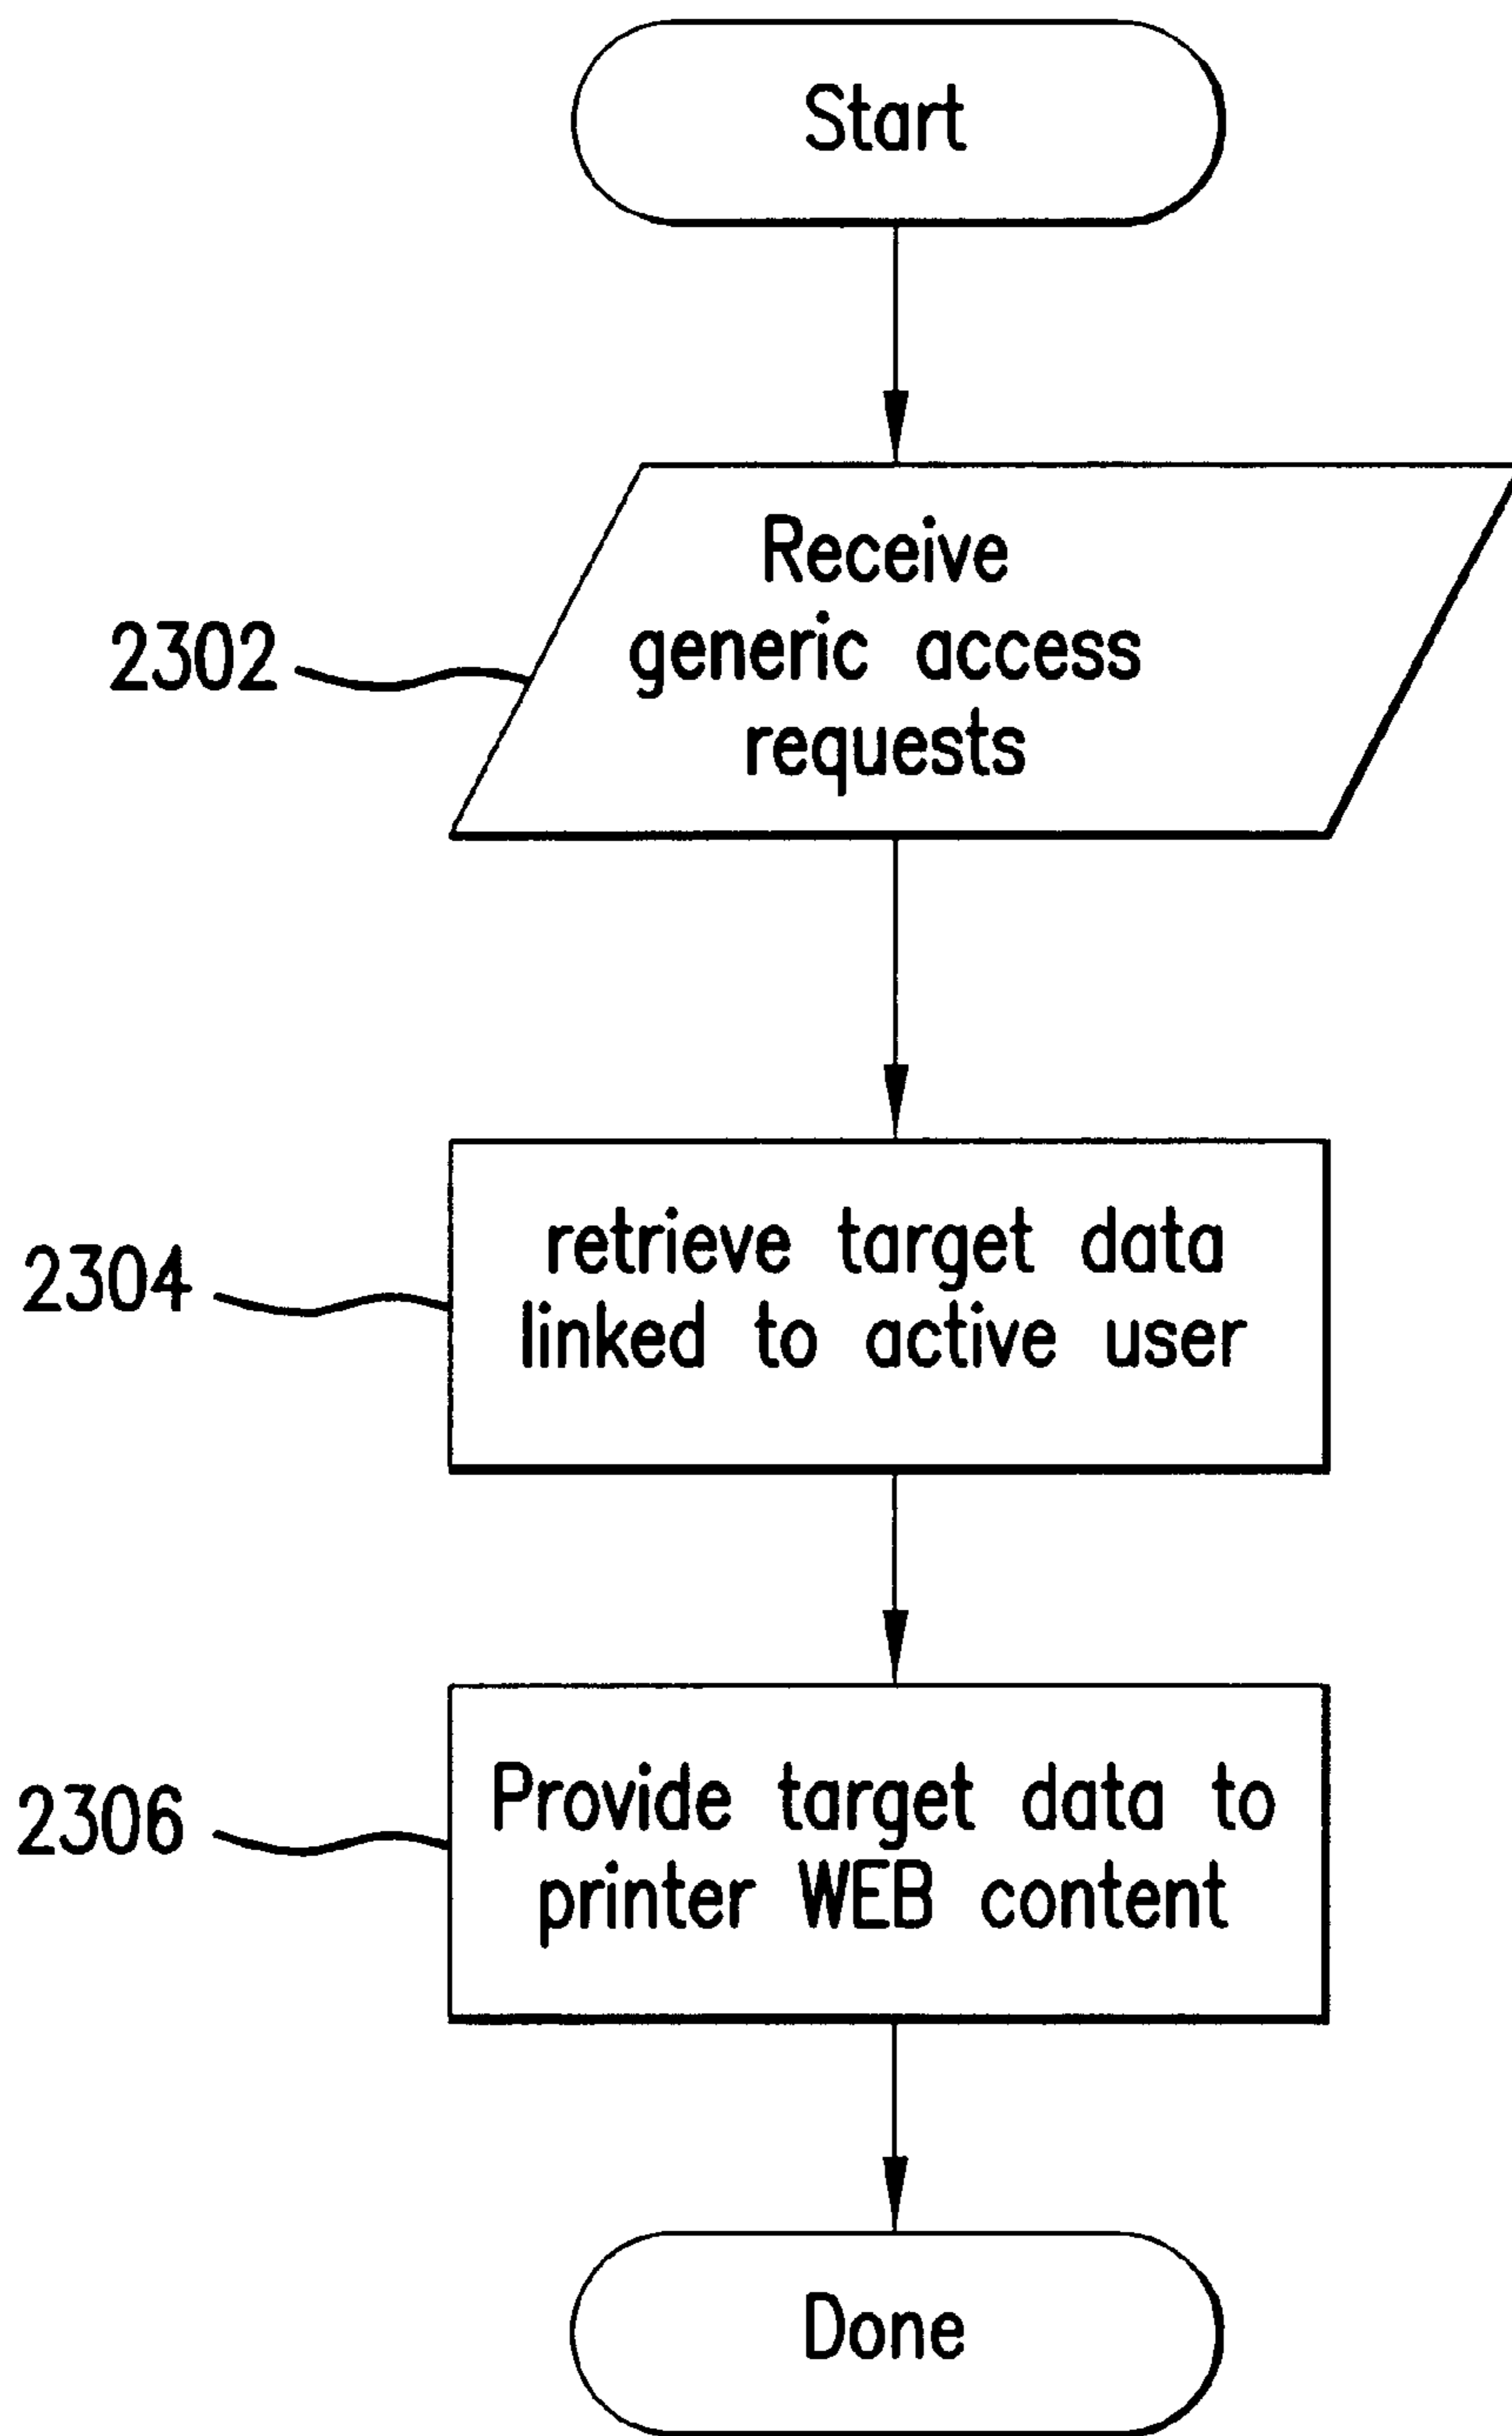 Start
Receive
generic access
requests
2302
retrieve target data
linked to active user
2304
Provide target data to
printer WEB content
2306
Done